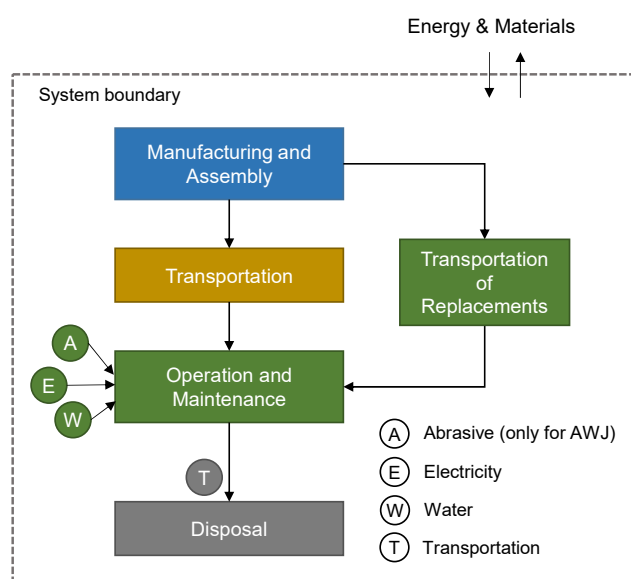 Energy & Materials
System boundary
Manufacturing and
Assembly
Transportation
Transportation
of
Replacements
A
E
W
Operation and
Maintenance
T
Disposal
A Abrasive (only for AWJ)
E Electricity
W Water
T Transportation